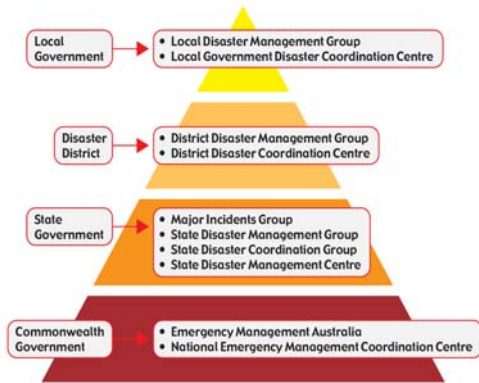 Local
Government
• Local Disaster Management Group
• Local Government Disaster Coordination Centre
Disaster
District
• District Disaster Management Group
• District Disaster Coordination Centre
State
Government
• Major Incidents Group
• State Disaster Management Group
• State Disaster Coordination Group
• State Disaster Management Centre
Commonwealth
Government
• Emergency Management Australia
• National Emergency Management Coordination Centre